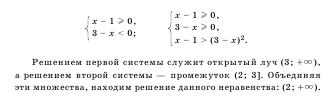 x − 1 ⩾ 0,
3 − x < 0;
x − 1 ⩾ 0,
3 − x ⩾ 0,
x − 1 > (3 − x)².
Решением первой системы служит открытый луч (3; +∞),
а решением второй системы — промежуток (2; 3]. Объединяя
эти множества, находим решение данного неравенства: (2; +∞).